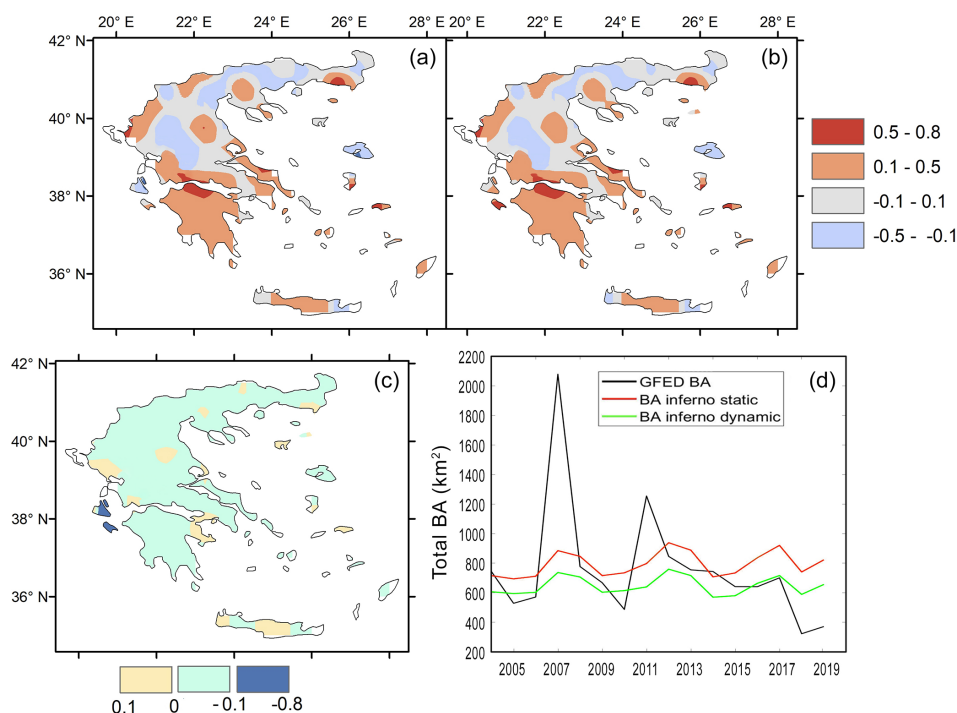 20° E 22° E 24° E 26° E 28° E 20° E 22° E 24° E 26° E 28° E
42° N (a) (b)
40° N
38° N
36° N
0.5 - 0.8
0.1 - 0.5
-0.1 - 0.1
-0.5 - -0.1
42° N (c)
40° N
38° N
36° N
0.1 0 -0.1 -0.8
(d)
GFED BA
BA inferno static
BA inferno dynamic
Total BA (km²)
2200
2000
1800
1600
1400
1200
1000
800
600
400
200
2005 2007 2009 2011 2013 2015 2017 2019